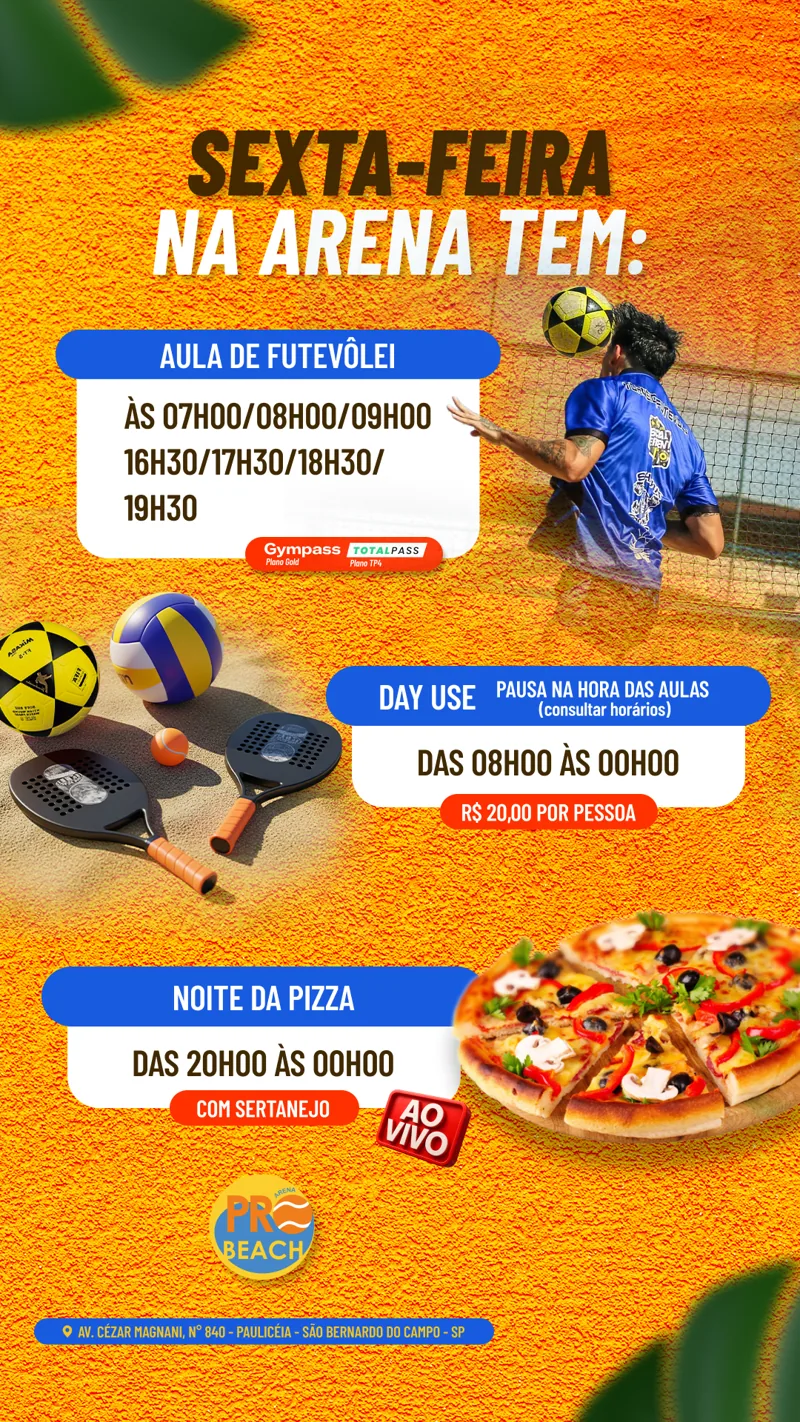 SEXTA-FEIRA
NA ARENA TEM:
AULA DE FUTEVÔLEI
ÀS 07H00/08H00/09H00
16H30/17H30/18H30/
19H30
Gympass
Plano Gold
TOTALPASS
Plano TP4
DAY USE
PAUSA NA HORA DAS AULAS
(consultar horários)
DAS 08H00 ÀS 00H00
R$ 20,00 POR PESSOA
NOITE DA PIZZA
DAS 20H00 ÀS 00H00
COM SERTANEJO
AO
VIVO
ARENA
PRO
BEACH
AV. CÉZAR MAGNANI, N° 840 - PAULICÉIA - SÃO BERNARDO DO CAMPO - SP